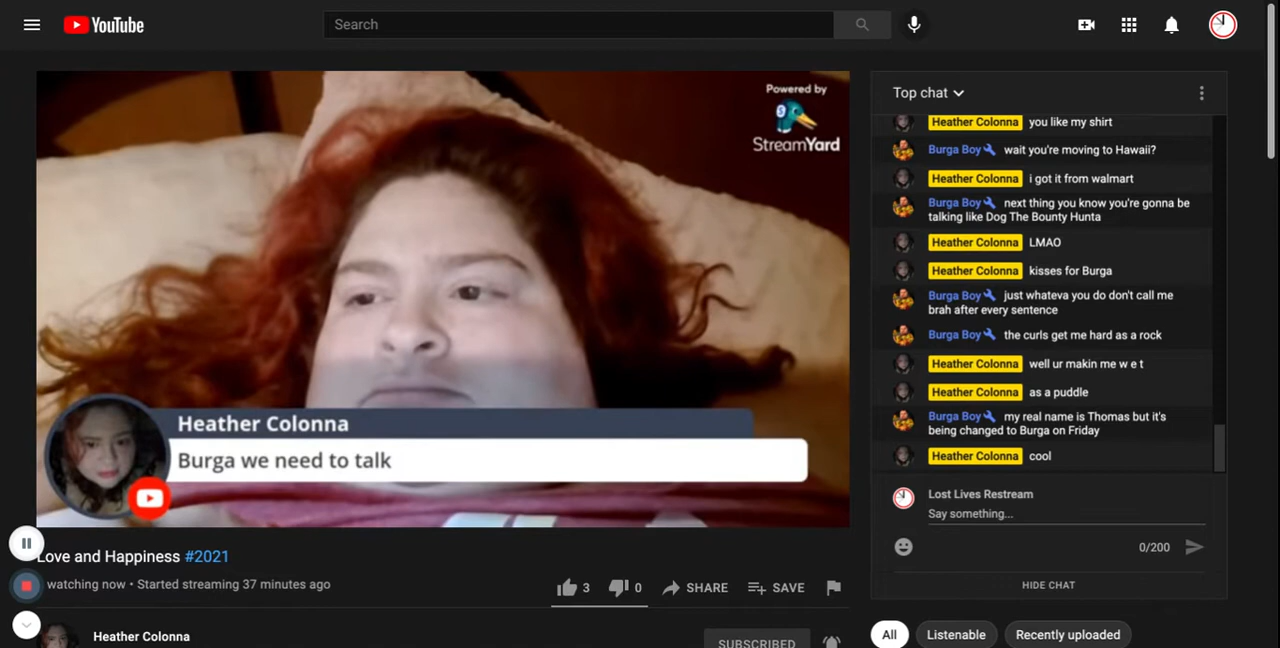 YouTube
Search
Powered by
StreamYard
Heather Colonna
Burga we need to talk
Love and Happiness #2021
watching now • Started streaming 37 minutes ago
3
0
SHARE
SAVE
Heather Colonna
SUBSCRIBED
Top chat
Heather Colonna you like my shirt
Burga Boy wait you're moving to Hawaii?
Heather Colonna i got it from walmart
Burga Boy next thing you know you're gonna be
talking like Dog The Bounty Hunta
Heather Colonna LMAO
Heather Colonna kisses for Burga
Burga Boy just whateva you do don't call me
brah after every sentence
Burga Boy the curls get me hard as a rock
Heather Colonna well ur makin me w e t
Heather Colonna as a puddle
Burga Boy my real name is Thomas but it's
being changed to Burga on Friday
Heather Colonna cool
Lost Lives Restream
Say something...
0/200
HIDE CHAT
All
Listenable
Recently uploaded